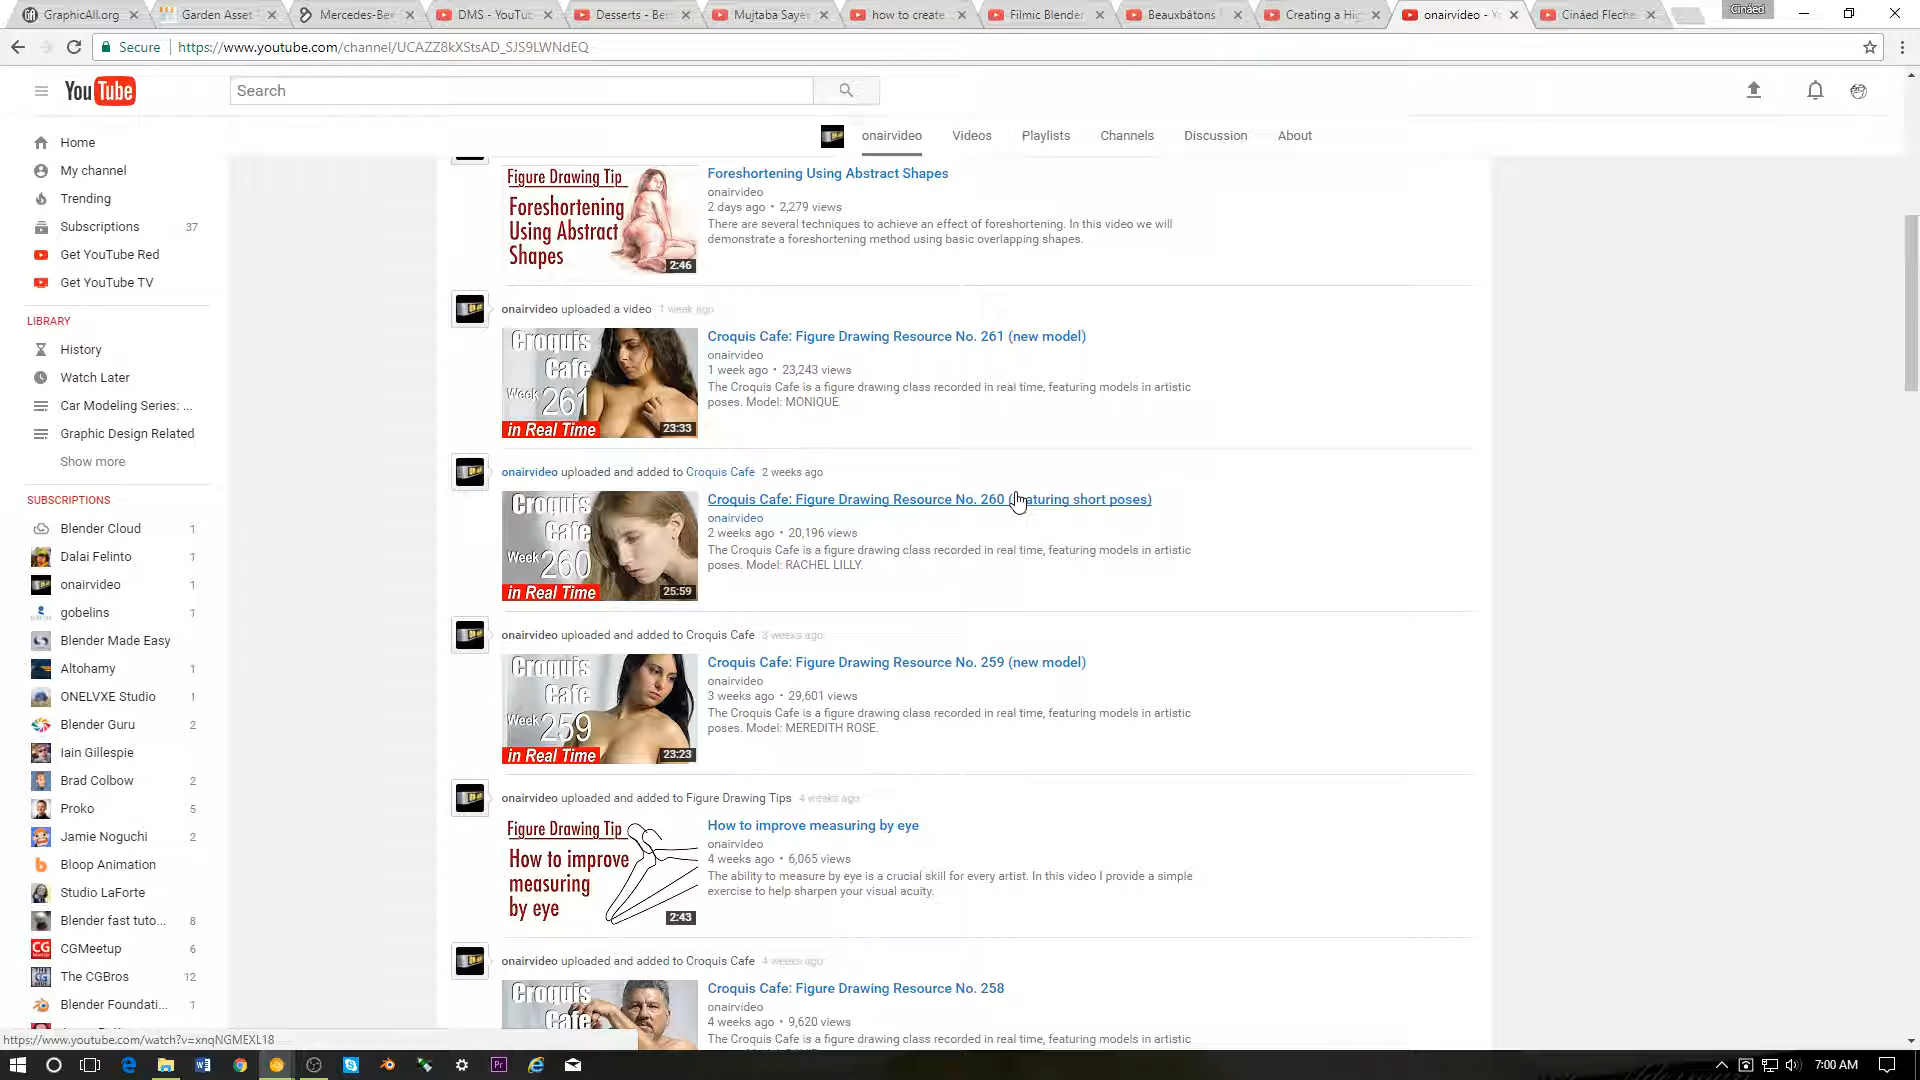 GraphicAll.org
Garden Asset
Mercedes-Be
DMS - YouTu
Desserts - Be
Mujtaba Saye
how to create
Filmic Blender
Beauxbâtons
Creating a Hi
onairvideo - Yo
Cináed Fleche
Cináed
Secure
https://www.youtube.com/channel/UCAZZ8kXStsAD_SJS9LWNdEQ
YouTube
Search
onairvideo
Videos
Playlists
Channels
Discussion
About
Home
My channel
Trending
Subscriptions 37
Get YouTube Red
Get YouTube TV
LIBRARY
History
Watch Later
Car Modeling Series: ...
Graphic Design Related
Show more
SUBSCRIPTIONS
Blender Cloud 1
Dalai Felinto 1
onairvideo 1
gobelins 1
Blender Made Easy
Altohamy 1
ONELVXE Studio 1
Blender Guru 2
Iain Gillespie
Brad Colbow 2
Proko 5
Jamie Noguchi 2
Bloop Animation
Studio LaForte
Blender fast tuto... 8
CGMeetup 6
The CGBros 12
Blender Foundati... 1
Figure Drawing Tip
Foreshortening
Using Abstract
Shapes
2:46
Foreshortening Using Abstract Shapes
onairvideo
2 days ago • 2,279 views
There are several techniques to achieve an effect of foreshortening. In this video we will
demonstrate a foreshortening method using basic overlapping shapes.
onairvideo uploaded a video 1 week ago
Croquis
Cafe
Week 261
in Real Time
23:33
Croquis Cafe: Figure Drawing Resource No. 261 (new model)
onairvideo
1 week ago • 23,243 views
The Croquis Cafe is a figure drawing class recorded in real time, featuring models in artistic
poses. Model: MONIQUE.
onairvideo uploaded and added to Croquis Cafe 2 weeks ago
Croquis
Cafe
Week 260
in Real Time
25:59
Croquis Cafe: Figure Drawing Resource No. 260 (featuring short poses)
onairvideo
2 weeks ago • 20,196 views
The Croquis Cafe is a figure drawing class recorded in real time, featuring models in artistic
poses. Model: RACHEL LILLY.
onairvideo uploaded and added to Croquis Cafe 3 weeks ago
Croquis
Cafe
Week 259
in Real Time
23:23
Croquis Cafe: Figure Drawing Resource No. 259 (new model)
onairvideo
3 weeks ago • 29,601 views
The Croquis Cafe is a figure drawing class recorded in real time, featuring models in artistic
poses. Model: MEREDITH ROSE.
onairvideo uploaded and added to Figure Drawing Tips 4 weeks ago
Figure Drawing Tip
How to improve
measuring
by eye
2:43
How to improve measuring by eye
onairvideo
4 weeks ago • 6,065 views
The ability to measure by eye is a crucial skill for every artist. In this video I provide a simple
exercise to help sharpen your visual acuity.
onairvideo uploaded and added to Croquis Cafe 4 weeks ago
Croquis
Cafe
Croquis Cafe: Figure Drawing Resource No. 258
onairvideo
4 weeks ago • 9,620 views
The Croquis Cafe is a figure drawing class recorded in real time, featuring models in artistic
https://www.youtube.com/watch?v=xnqNGMEXL18
7:00 AM